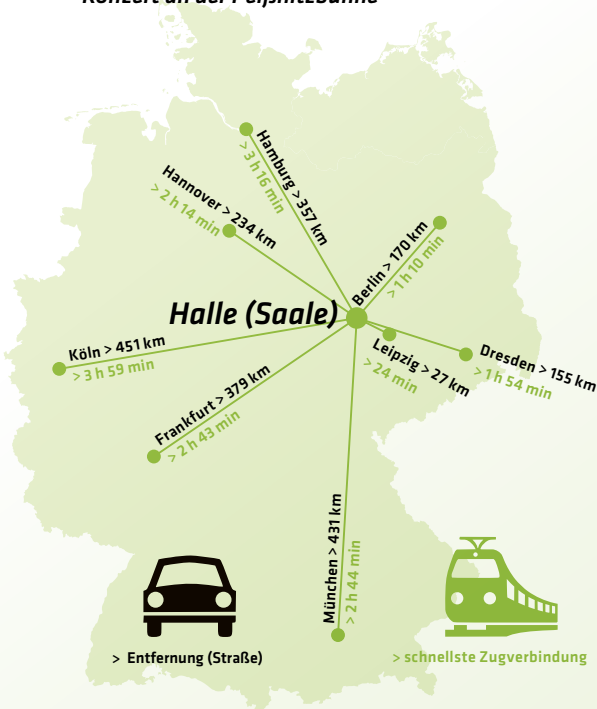 Hamburg > 357 km
> 3 h 16 min
Hannover > 234 km
> 2 h 14 min
Berlin > 170 km
> 1 h 10 min
Halle (Saale)
Köln > 451 km
> 3 h 59 min
Leipzig > 27 km
> 24 min
Dresden > 155 km
> 1 h 54 min
Frankfurt > 379 km
> 2 h 43 min
München > 431 km
> 2 h 44 min
> Entfernung (Straße)
> schnellste Zugverbindung